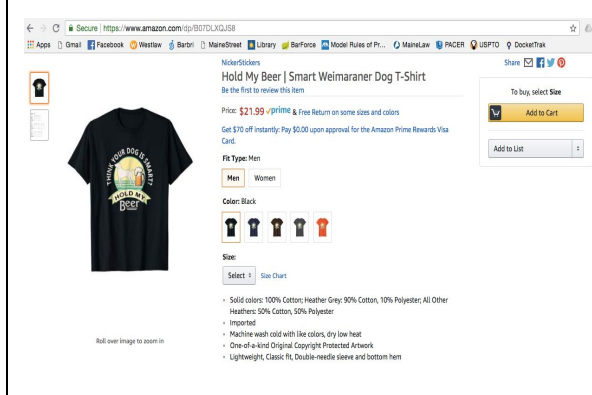 Secure https://www.amazon.com/dp/B07DLXQJS8
Apps Gmail Facebook Westlaw Barbri MaineStreet Library BarForce Model Rules of Pr... MaineLaw PACER USPTO DocketTrak
NickerStickers
Hold My Beer | Smart Weimaraner Dog T-Shirt
Be the first to review this item
Price: $21.99 prime & Free Return on some sizes and colors
Get $70 off instantly: Pay $0.00 upon approval for the Amazon Prime Rewards Visa
Card.
Fit Type: Men
Men Women
Color: Black
Size:
Select Size Chart
Solid colors: 100% Cotton; Heather Grey: 90% Cotton, 10% Polyester; All Other
Heathers: 50% Cotton, 50% Polyester
Imported
Machine wash cold with like colors, dry low heat
One-of-a-kind Original Copyright Protected Artwork
Lightweight, Classic fit, Double-needle sleeve and bottom hem
THINK YOUR DOG IS SMART?
HOLD MY
Beer
Roll over image to zoom in
Share
To buy, select Size
Add to Cart
Add to List